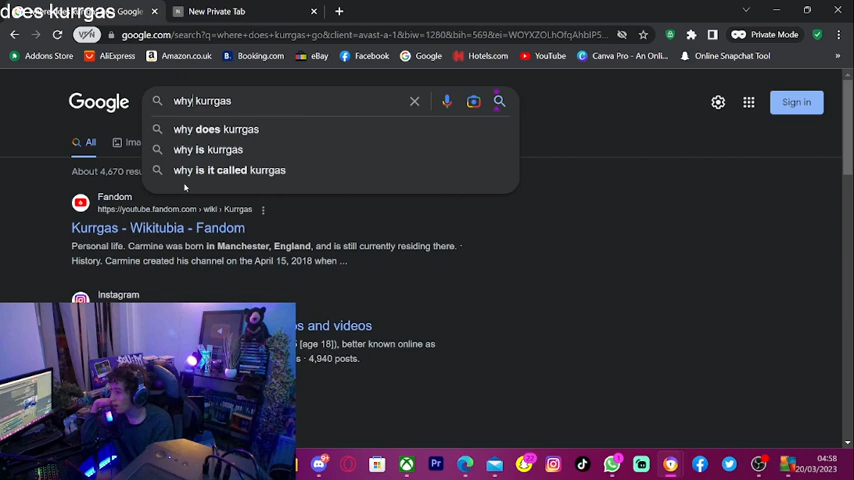 does kurrgas
Google
New Private Tab
VPN
google.com/search?q=where+does+kurrgas+go&client=avast-a-1&biw=1280&bih=569&ei=WOYXZOLhOfqAhbIP5...
Private Mode
Addons Store
AliExpress
Amazon.co.uk
Booking.com
eBay
Facebook
Google
Hotels.com
YouTube
Canva Pro - An Onli...
Online Snapchat Tool
Google
why kurrgas
Sign in
why does kurrgas
why is kurrgas
why is it called kurrgas
All
Ima
About 4,670 resu
Fandom
https://youtube.fandom.com › wiki › Kurrgas
Kurrgas - Wikitubia - Fandom
Personal life. Carmine was born in Manchester, England, and is still currently residing there. ·
History. Carmine created his channel on the April 15, 2018 when ...
Instagram
os and videos
[age 18]), better known online as
s · 4,940 posts.
04:58
20/03/2023